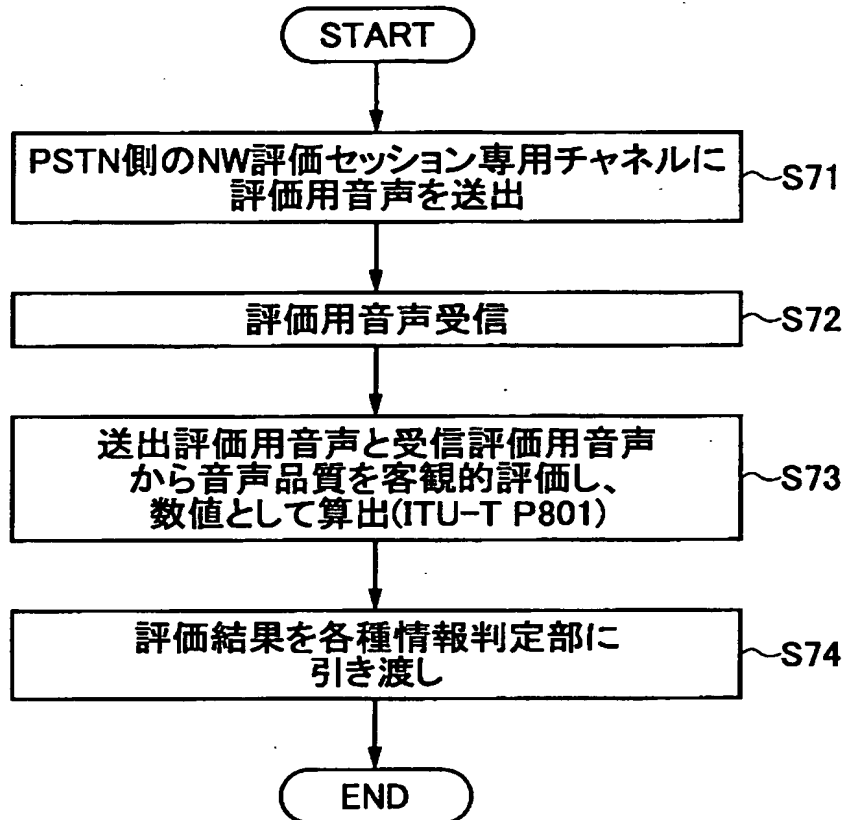 START
PSTN側のNW評価セッション専用チャネルに
評価用音声を送出
S71
評価用音声受信
S72
送出評価用音声と受信評価用音声
から音声品質を客観的評価し、
数値として算出(ITU-T P801)
S73
評価結果を各種情報判定部に
引き渡し
S74
END